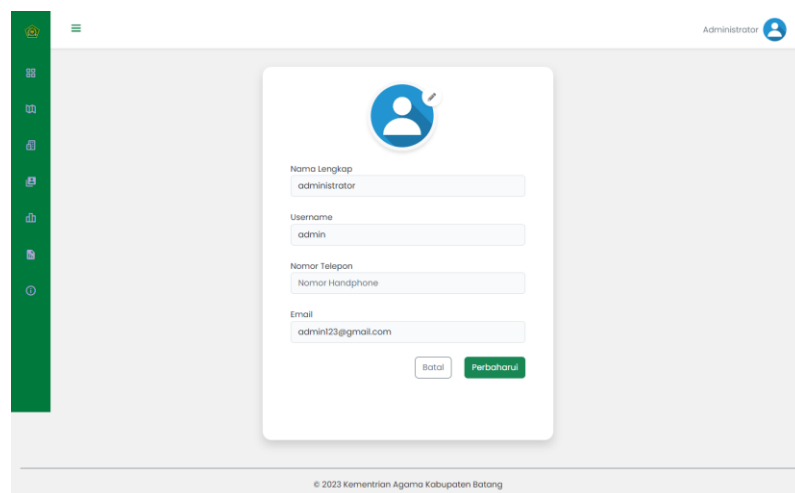 Administrator
Nama Lengkap
administrator
Username
admin
Nomor Telepon
Nomor Handphone
Email
admin123@gmail.com
Batal Perbaharui
© 2023 Kementrian Agama Kabupaten Batang